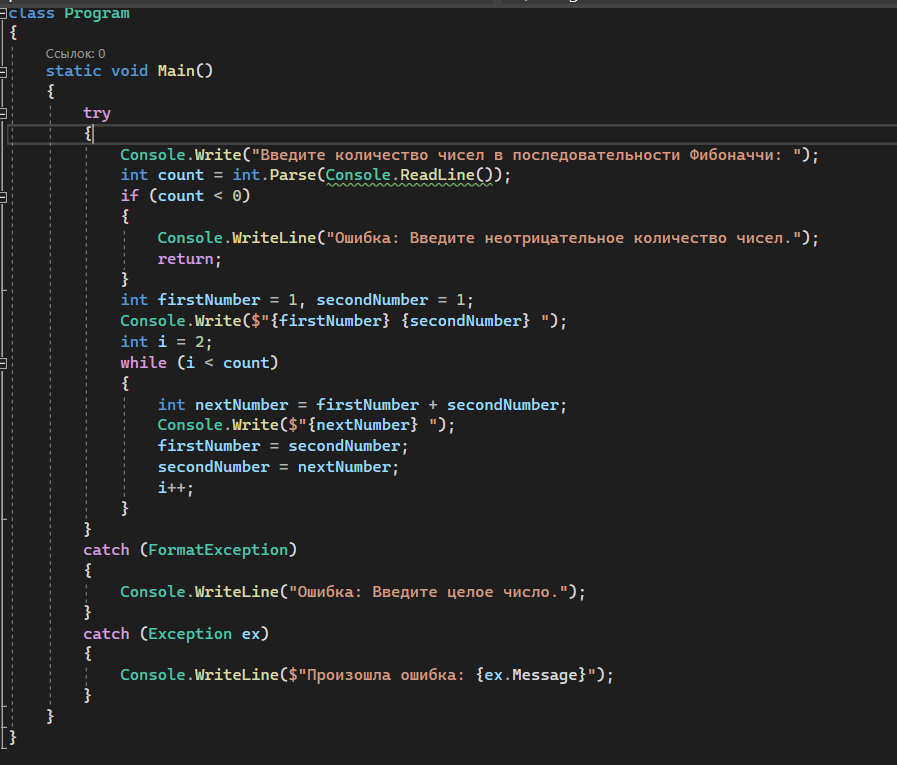 class Program
{
Ссылок: 0
static void Main()
{
try
{
Console.Write("Введите количество чисел в последовательности Фибоначчи: ");
int count = int.Parse(Console.ReadLine());
if (count < 0)
{
Console.WriteLine("Ошибка: Введите неотрицательное количество чисел.");
return;
}
int firstNumber = 1, secondNumber = 1;
Console.Write($"{firstNumber} {secondNumber} ");
int i = 2;
while (i < count)
{
int nextNumber = firstNumber + secondNumber;
Console.Write($"{nextNumber} ");
firstNumber = secondNumber;
secondNumber = nextNumber;
i++;
}
}
catch (FormatException)
{
Console.WriteLine("Ошибка: Введите целое число.");
}
catch (Exception ex)
{
Console.WriteLine($"Произошла ошибка: {ex.Message}");
}
}
}